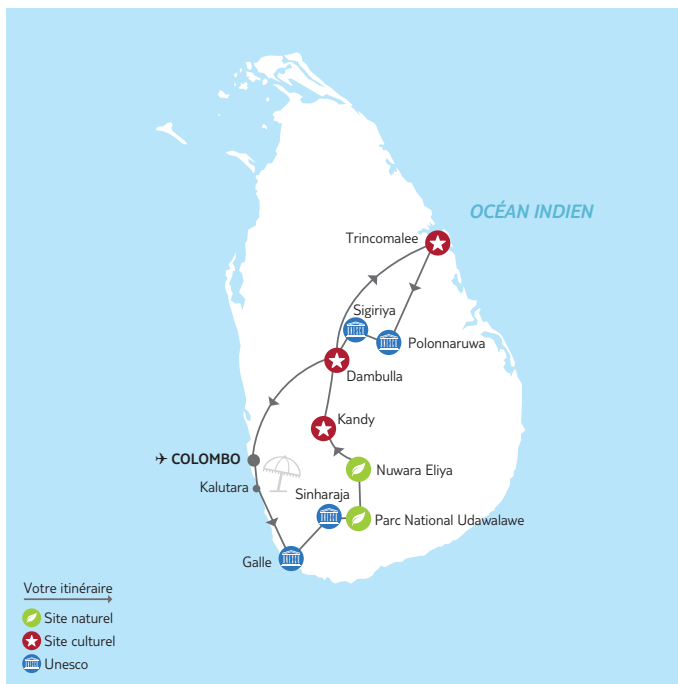 OCÉAN INDIEN
Trincomalee
Sigiriya
Polonnaruwa
Dambulla
Kandy
COLOMBO
Nuwara Eliya
Kalutara
Sinharaja
Parc National Udawalawe
Galle
Votre itinéraire
Site naturel
Site culturel
Unesco